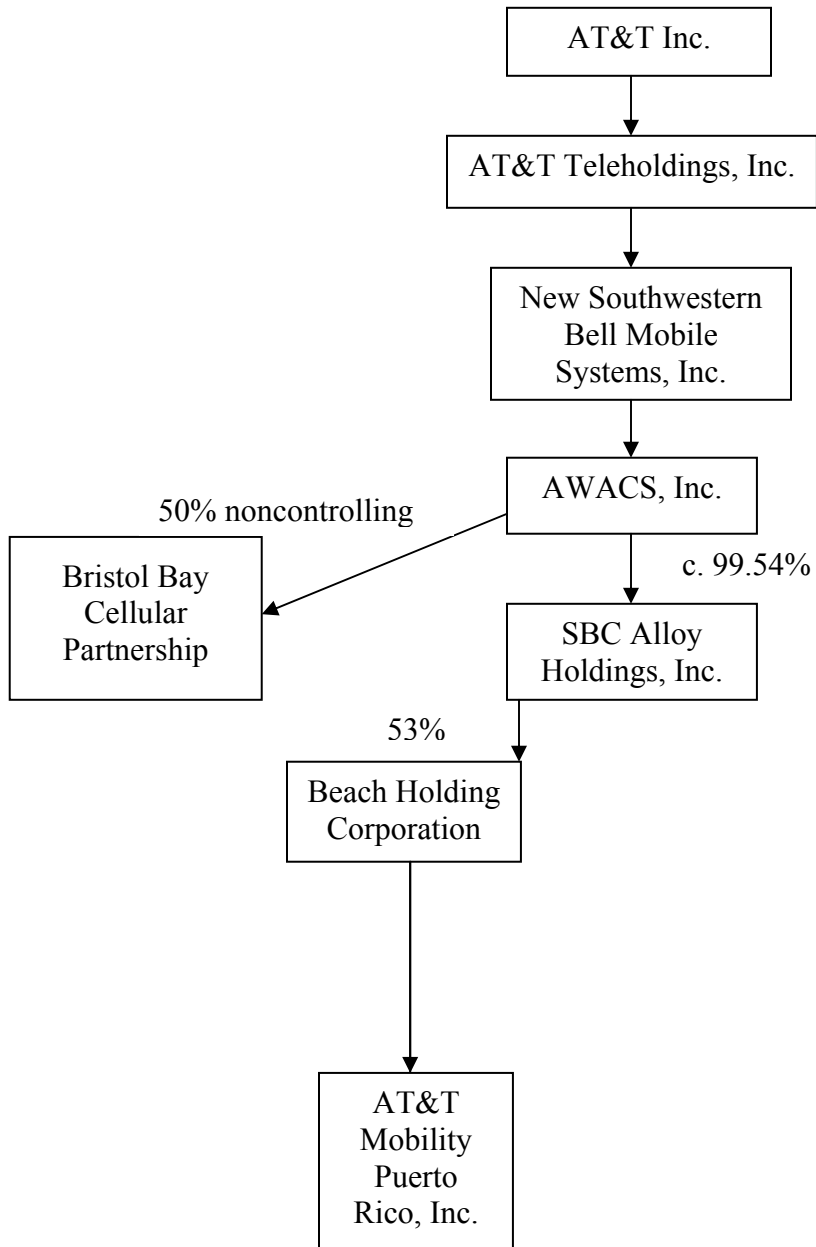 AT&T Inc.
AT&T Teleholdings, Inc.
New Southwestern
Bell Mobile
Systems, Inc.
AWACS, Inc.
50% noncontrolling
Bristol Bay
Cellular
Partnership
c. 99.54%
SBC Alloy
Holdings, Inc.
53%
Beach Holding
Corporation
AT&T
Mobility
Puerto
Rico, Inc.